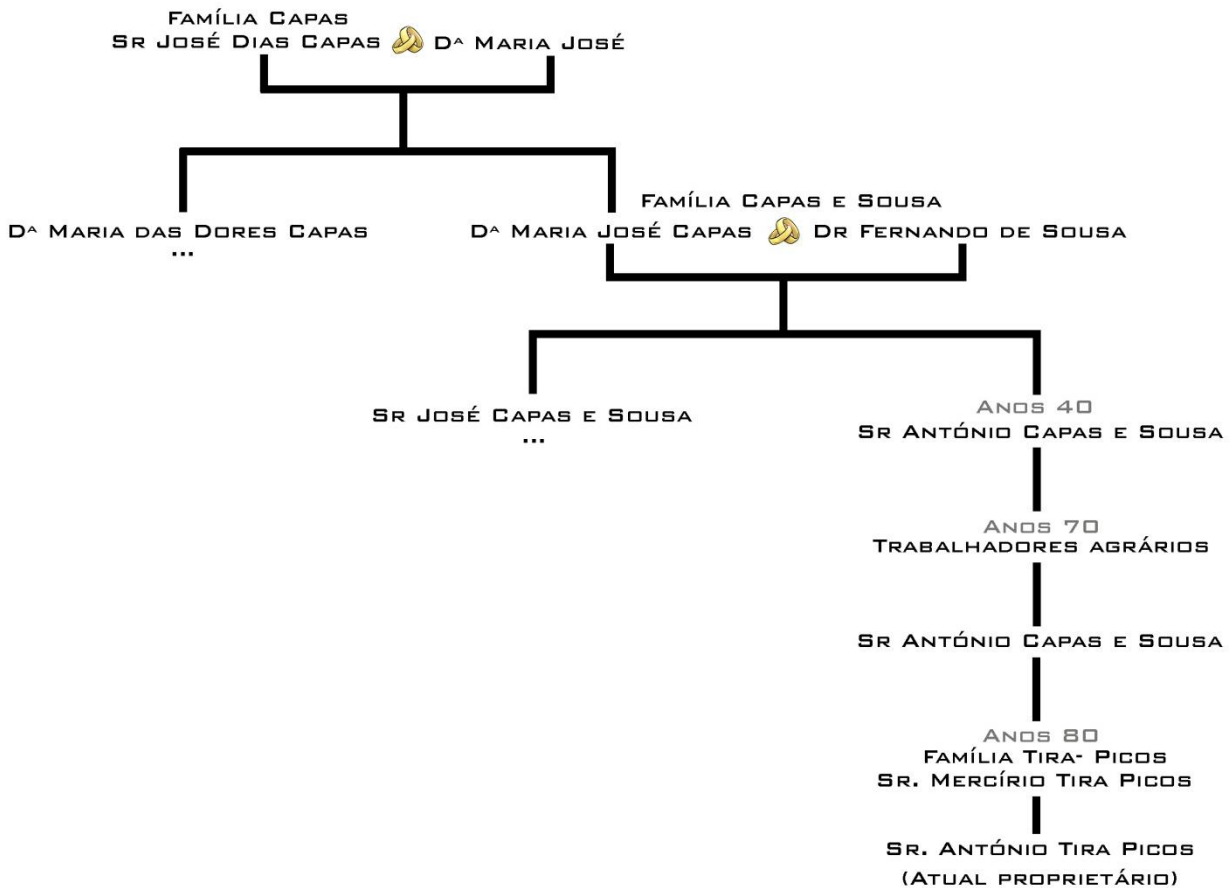 Família Capas
Sr José Dias Capas Dᴬ Maria José
Família Capas e Sousa
Dᴬ Maria das Dores Capas
...
Dᴬ Maria José Capas Dr Fernando de Sousa
Sr José Capas e Sousa
...
Anos 40
Sr António Capas e Sousa
Anos 70
Trabalhadores agrários
Sr António Capas e Sousa
Anos 80
Família Tira- Picos
Sr. Mercírio Tira Picos
Sr. António Tira Picos
(Atual proprietário)